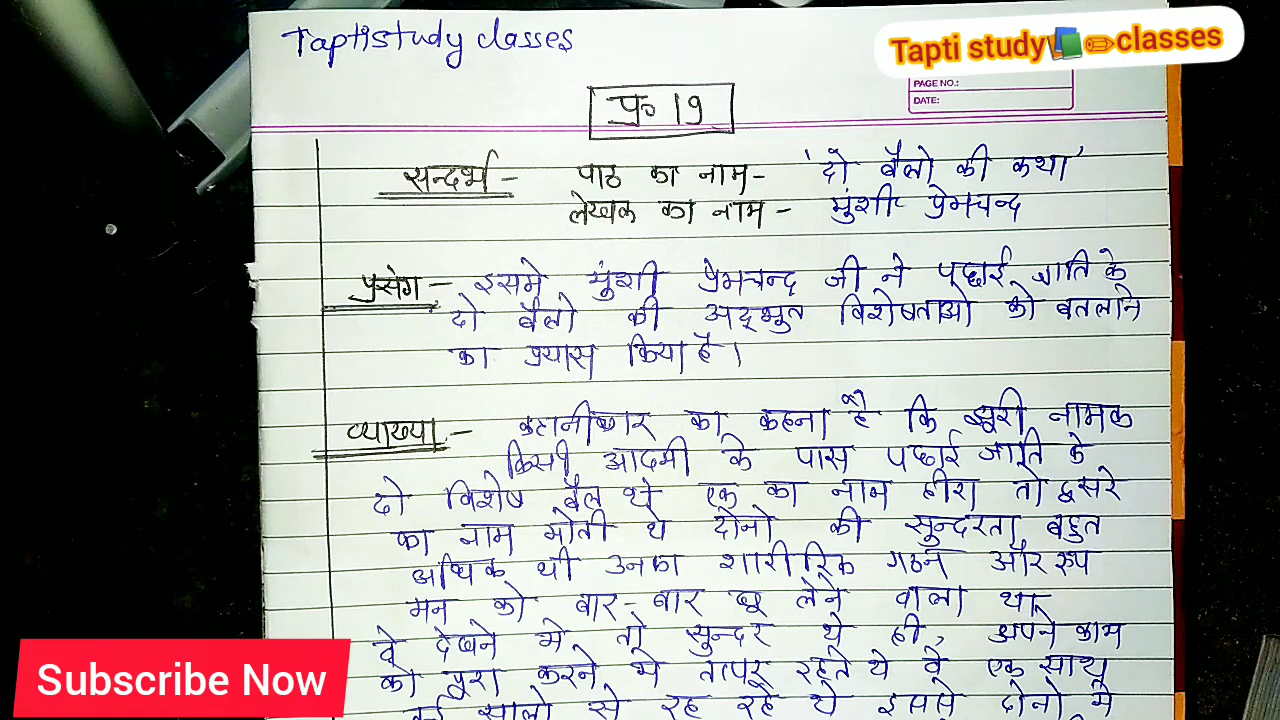 Taptistudy classes
Tapti study classes
PAGE NO.:
DATE:
प्र० 19
सन्दर्भ - पाठ का नाम - 'दो बैलो की कथा'
लेखक का नाम - मुंशी प्रेमचन्द
प्रसंग - इसमे मुंशी प्रेमचन्द जी ने पछाई जाति के
दो बैलो की अद्भुत विशेषताओ को बतलाने
का प्रयास किया है।
व्याख्या - कहानीकार का कहना है कि झूरी नामक
किसी आदमी के पास पछाई जाति के
दो विशेष बैल थे एक का नाम हीरा तो दूसरे
का नाम मोती थे दोनो की सुन्दरता बहुत
अधिक थी उनका शारीरिक गठन और रूप
मन को बार-बार छू लेने वाला था
वे देखने मे तो सुन्दर थे ही, अपने काम
को पूरा करने मे तत्पर रहते थे वे एक साथ
कई सालो से रह रहे थे इससे दोनो मे
Subscribe Now